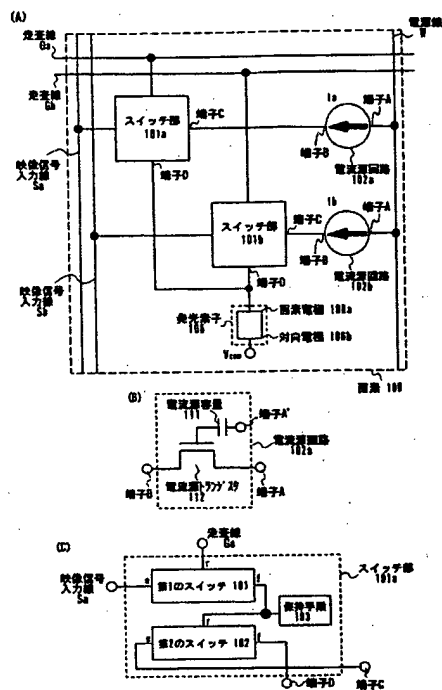 (A)
走査線
Ga
電源線
W
走査線
Gb
スイッチ部
101a
端子C
端子D
Ia
端子A
端子B
電流源回路
102a
映像信号
入力線
Sa
スイッチ部
101b
端子C
端子D
Ib
端子A
端子B
電流源回路
102b
映像信号
入力線
Sb
発光素子
106
画素電極 106a
対向電極 106b
Vcom
画素 100
(B)
電流源容量
111
端子A'
電流源回路
102a
端子B
電流源トランジスタ
112
端子A
(C)
走査線
Ga
映像信号
入力線
Sa
スイッチ部
101a
第1のスイッチ 181
保持手段
183
第2のスイッチ 182
端子D
端子C